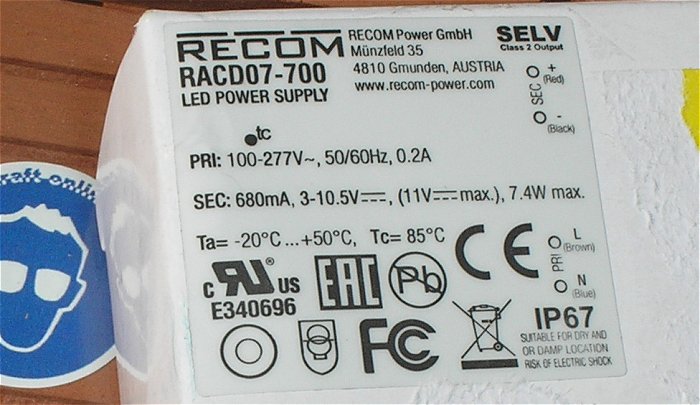 RECOM
RECOM Power GmbH
Münzfeld 35
4810 Gmunden, AUSTRIA
www.recom-power.com
SELV
Class 2 Output
RACD07-700
LED POWER SUPPLY
+
(Red)
SEC
-
(Black)
tc
PRI: 100-277V~, 50/60Hz, 0.2A
SEC: 680mA, 3-10.5V⎓, (11V⎓max.), 7.4W max.
Ta= -20°C ...+50°C, Tc= 85°C
CE
L
(Brown)
PRI
N
(Blue)
c RU ® US
E340696
EAC
Pb
FC
IP67
SUITABLE FOR DRY AND
OR DAMP LOCATION
RISK OF ELECTRIC SHOCK
raft-onlin